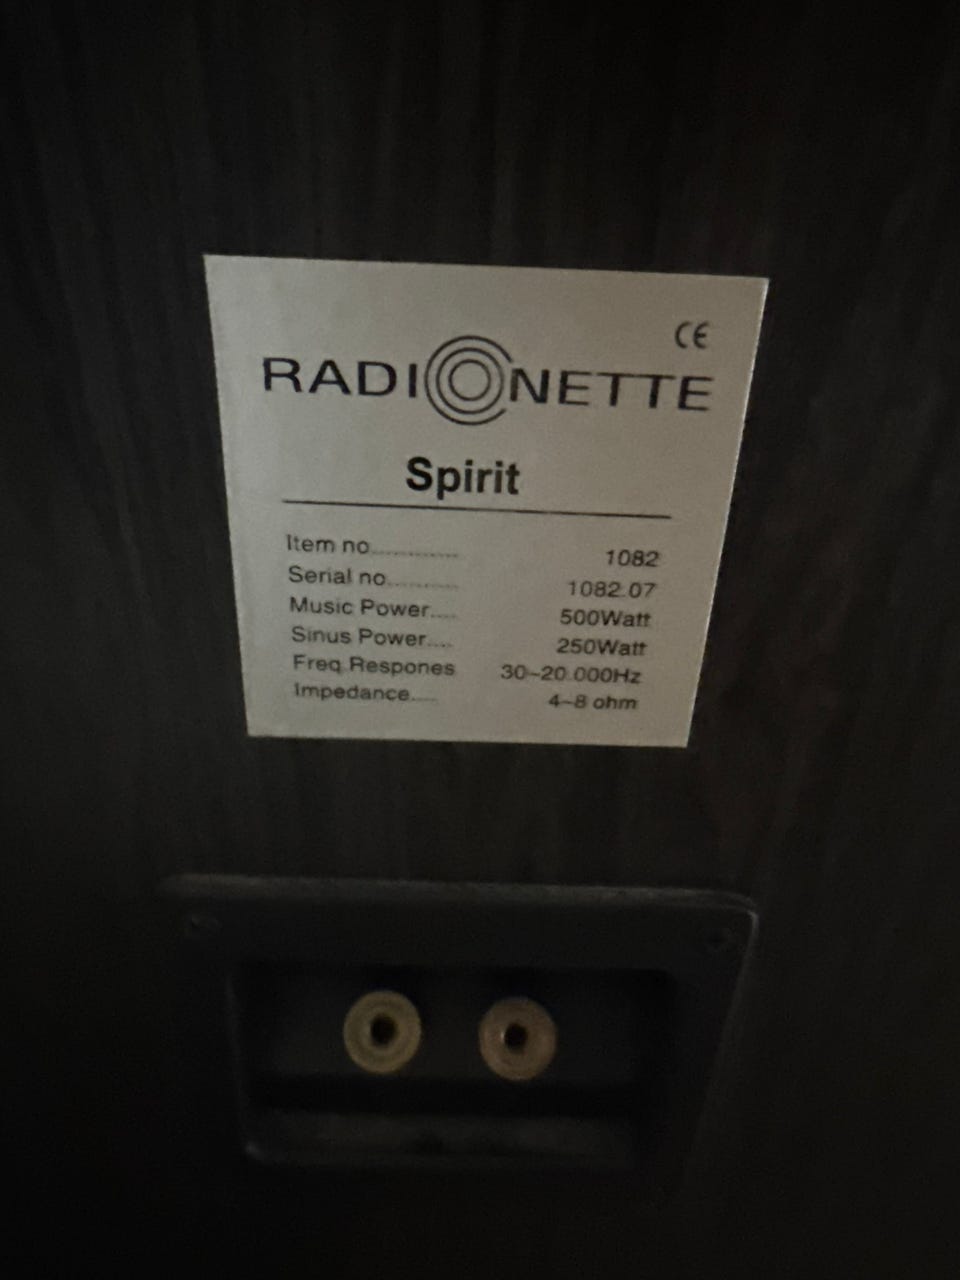 CE
RADIONETTE
Spirit
Item no............... 1082
Serial no............ 1082.07
Music Power..... 500Watt
Sinus Power..... 250Watt
Freq.Respones 30-20.000Hz
Impedance..... 4-8 ohm